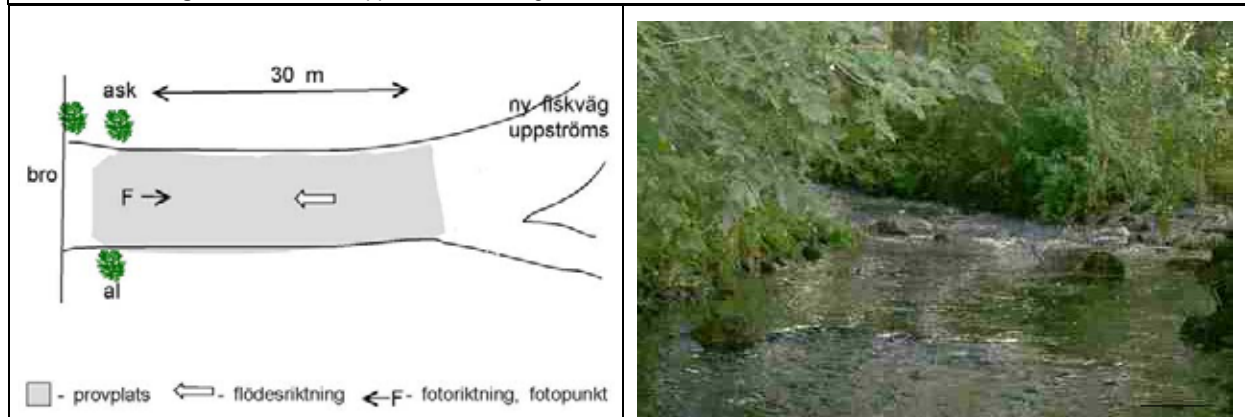 30 m
ask
ny fiskväg
uppströms
bro
F
al
- provplats
- flödesriktning
F - fotoriktning, fotopunkt